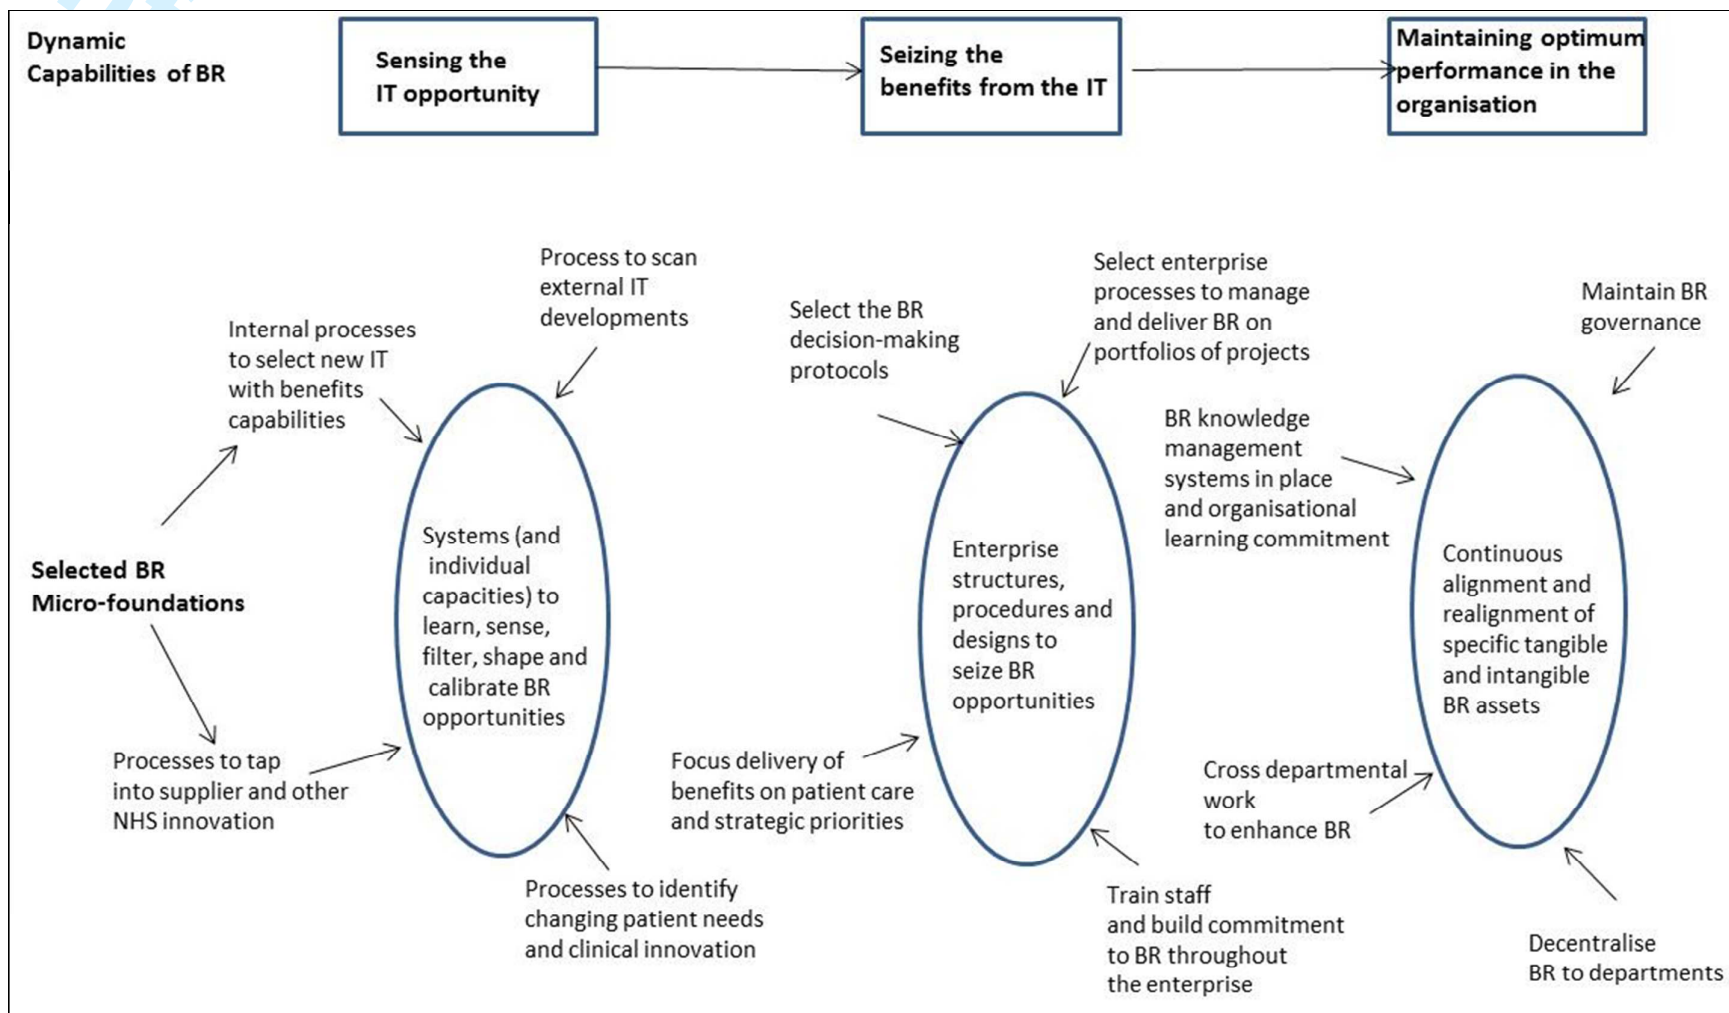 Dynamic
Capabilities of BR
Sensing the
IT opportunity
Seizing the
benefits from the IT
Maintaining optimum
performance in the
organisation
Process to scan
external IT
developments
Internal processes
to select new IT
with benefits
capabilities
Select the BR
decision-making
protocols
Select enterprise
processes to manage
and deliver BR on
portfolios of projects
Maintain BR
governance
BR knowledge
management
systems in place
and organisational
learning commitment
Selected BR
Micro-foundations
Systems (and
individual
capacities) to
learn, sense,
filter, shape and
calibrate BR
opportunities
Enterprise
structures,
procedures and
designs to
seize BR
opportunities
Continuous
alignment and
realignment of
specific tangible
and intangible
BR assets
Processes to tap
into supplier and other
NHS innovation
Focus delivery of
benefits on patient care
and strategic priorities
Cross departmental
work
to enhance BR
Processes to identify
changing patient needs
and clinical innovation
Train staff
and build commitment
to BR throughout
the enterprise
Decentralise
BR to departments